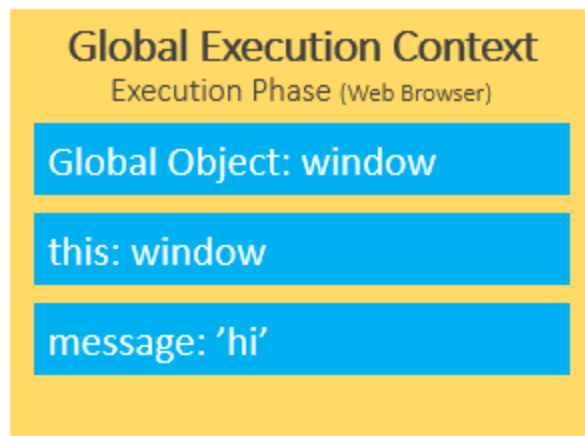 Global Execution Context
Execution Phase (Web Browser)
Global Object: window
this: window
message: ’hi’